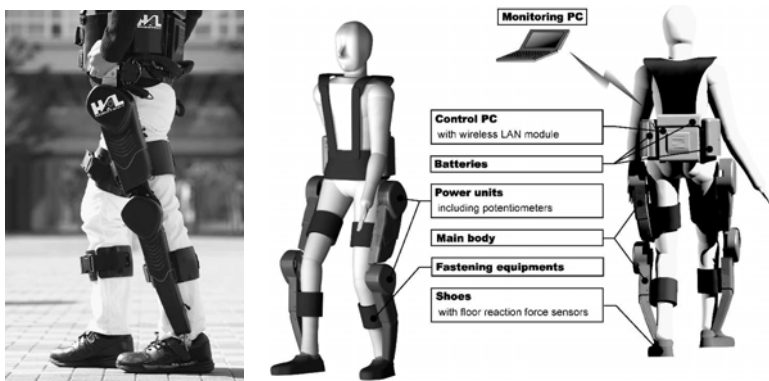 HAL
HAL
Monitoring PC
Control PC
with wireless LAN module
Batteries
Power units
including potentiometers
Main body
Fastening equipments
Shoes
with floor reaction force sensors